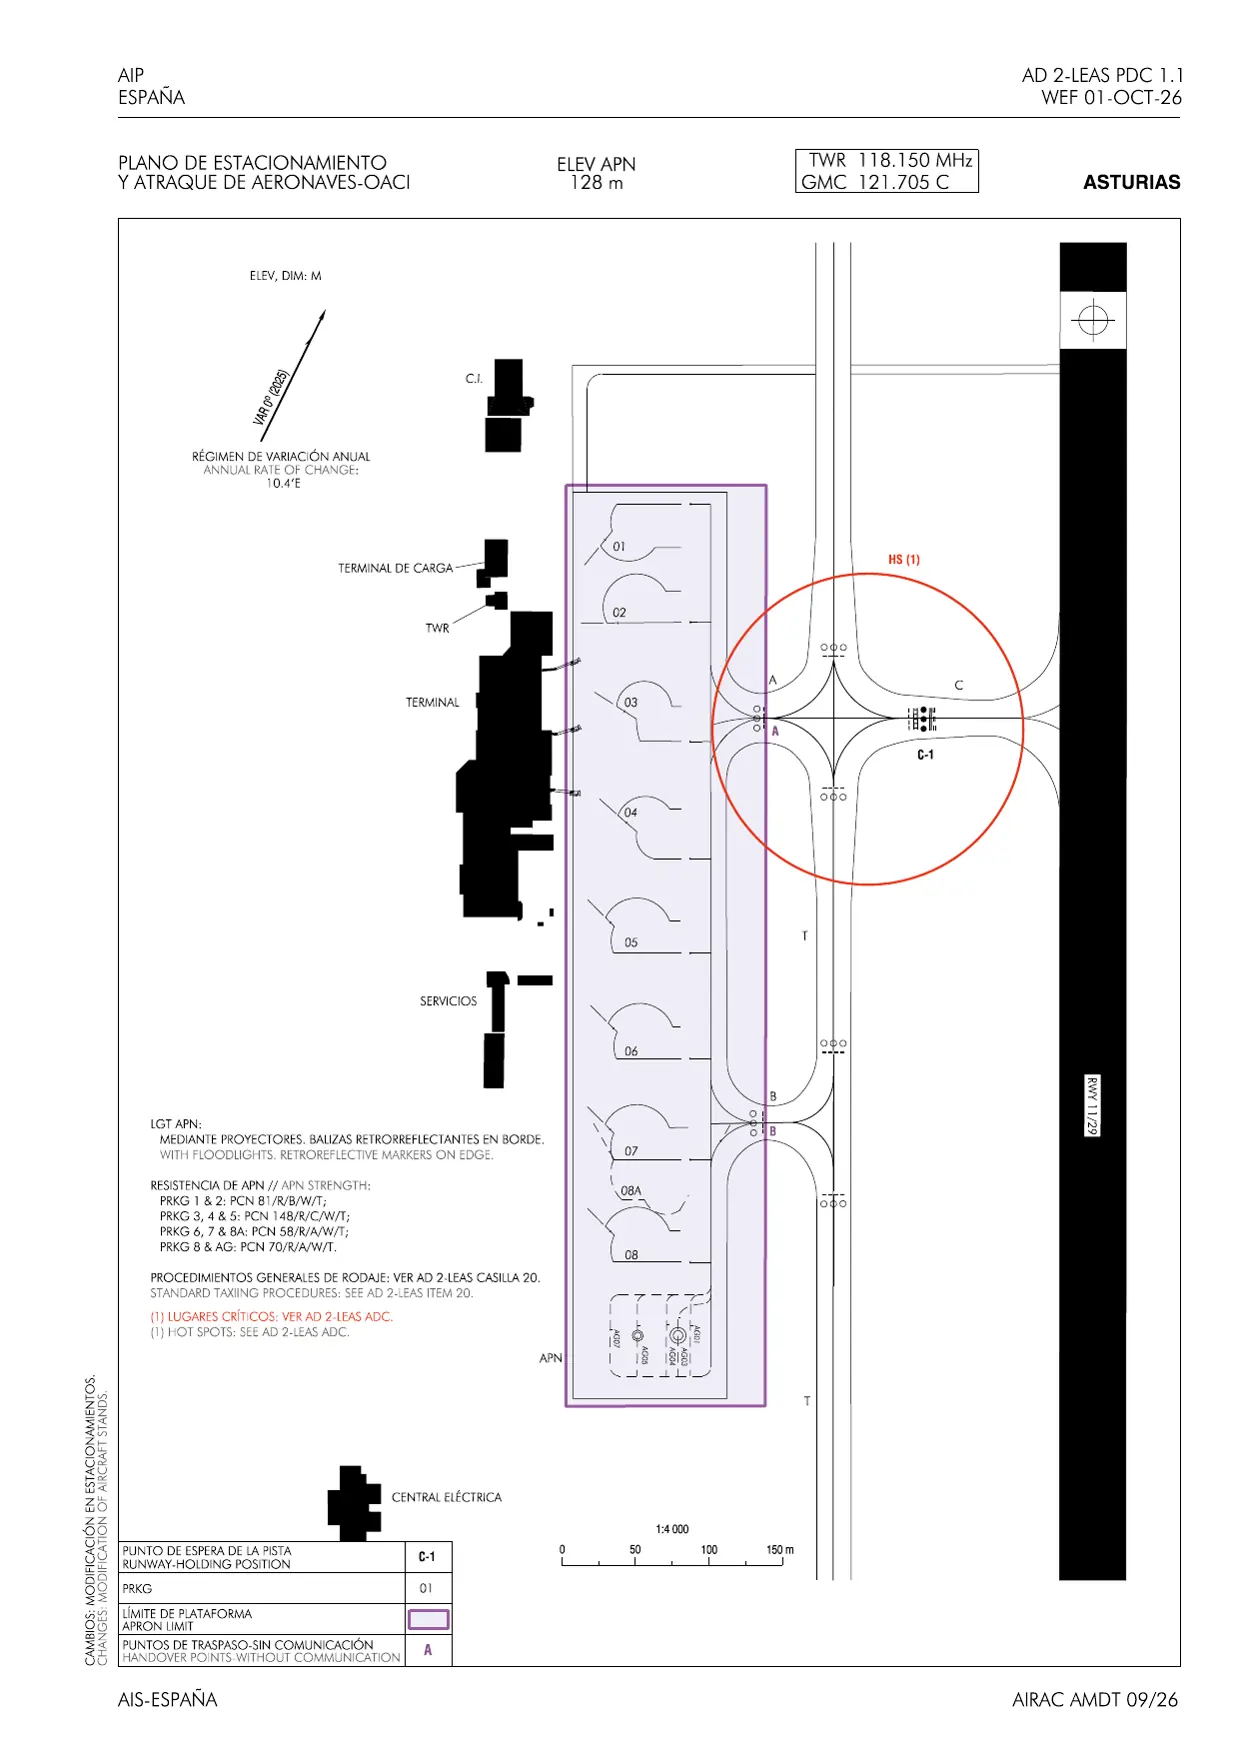 AIP
ESPAÑA
AD 2-LEAS PDC 1.1
WEF 01-OCT-26
PLANO DE ESTACIONAMIENTO
Y ATRAQUE DE AERONAVES-OACI
ELEV APN
128 m
TWR 118.150 MHz
GMC 121.705 C
ASTURIAS
ELEV, DIM: M
VAR 0º (2025)
RÉGIMEN DE VARIACIÓN ANUAL
ANNUAL RATE OF CHANGE:
10.4'E
C.I.
TERMINAL DE CARGA
TWR
TERMINAL
SERVICIOS
01
02
03
04
05
06
07
08A
08
HS (1)
A
A
C
C-1
T
B
B
RWY 11/29
LGT APN:
MEDIANTE PROYECTORES. BALIZAS RETRORREFLECTANTES EN BORDE.
WITH FLOODLIGHTS. RETROREFLECTIVE MARKERS ON EDGE.
RESISTENCIA DE APN // APN STRENGTH:
PRKG 1 & 2: PCN 81/R/B/W/T;
PRKG 3, 4 & 5: PCN 148/R/C/W/T;
PRKG 6, 7 & 8A: PCN 58/R/A/W/T;
PRKG 8 & AG: PCN 70/R/A/W/T.
PROCEDIMIENTOS GENERALES DE RODAJE: VER AD 2-LEAS CASILLA 20.
STANDARD TAXIING PROCEDURES: SEE AD 2-LEAS ITEM 20.
(1) LUGARES CRÍTICOS: VER AD 2-LEAS ADC.
(1) HOT SPOTS: SEE AD 2-LEAS ADC.
AG07
AG05
AG04
AG03
AG01
APN
T
CENTRAL ELÉCTRICA
1:4 000
0 50 100 150 m
PUNTO DE ESPERA DE LA PISTA
RUNWAY-HOLDING POSITION
C-1
PRKG
01
LÍMITE DE PLATAFORMA
APRON LIMIT
PUNTOS DE TRASPASO-SIN COMUNICACIÓN
HANDOVER POINTS-WITHOUT COMMUNICATION
A
CAMBIOS: MODIFICACIÓN EN ESTACIONAMIENTOS.
CHANGES: MODIFICATION OF AIRCRAFT STANDS.
AIS-ESPAÑA
AIRAC AMDT 09/26